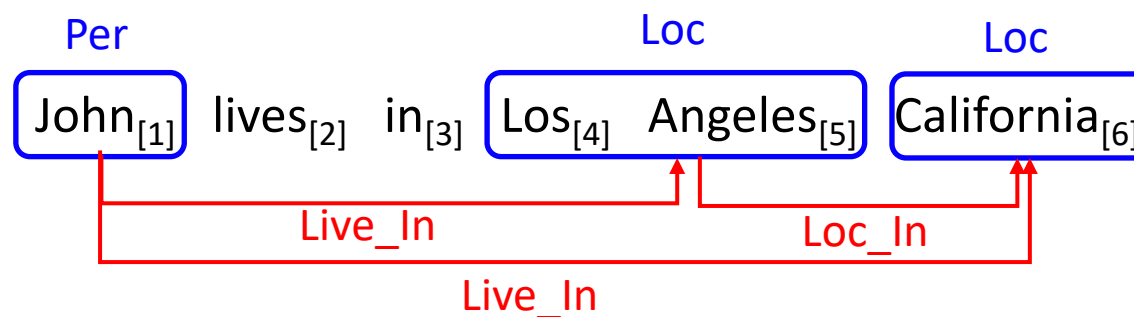 Per Loc Loc
John[1] lives[2] in[3] Los[4] Angeles[5] California[6]
Live_In Loc_In
Live_In